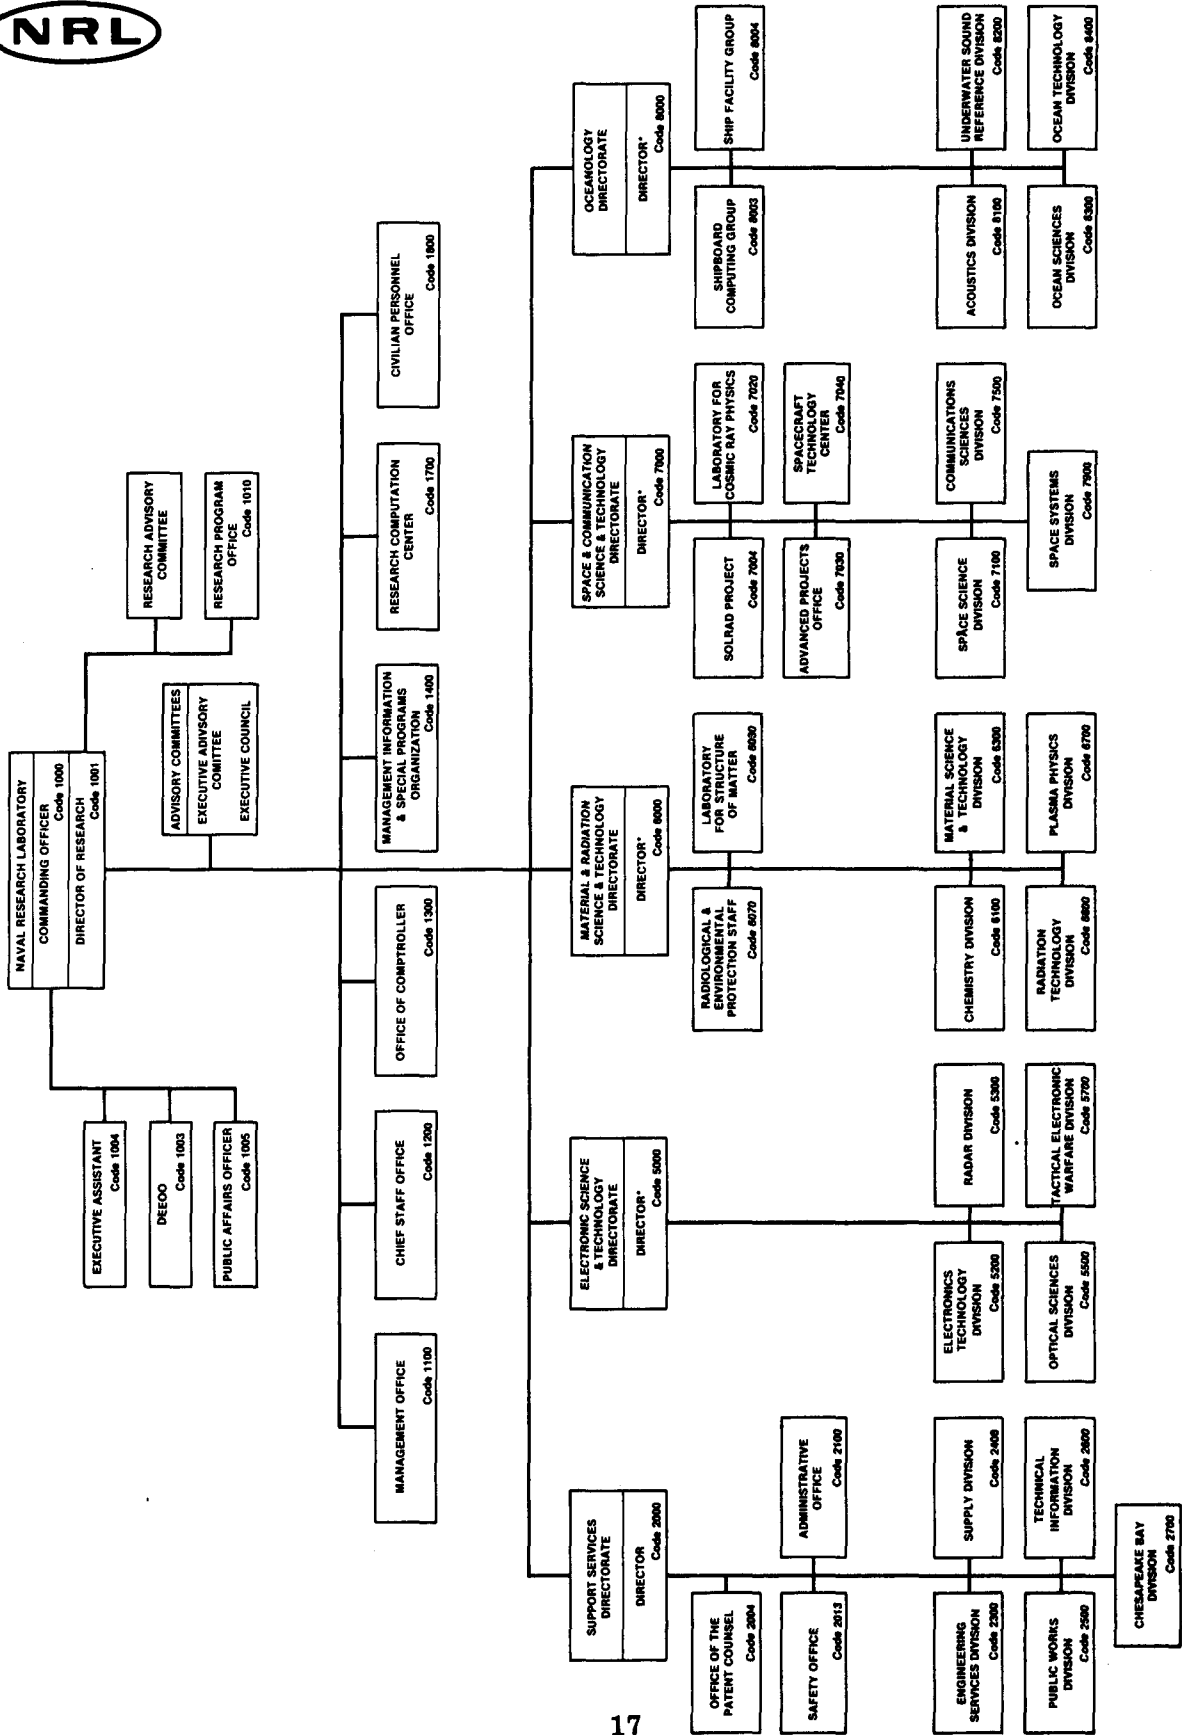 NRL
NAVAL RESEARCH LABORATORY
COMMANDING OFFICER
Code 1000
DIRECTOR OF RESEARCH
Code 1001
EXECUTIVE ASSISTANT
Code 1004
DEEOO
Code 1003
PUBLIC AFFAIRS OFFICER
Code 1005
RESEARCH ADVISORY
COMMITTEE
RESEARCH PROGRAM
OFFICE
Code 1010
ADVISORY COMMITTEES
EXECUTIVE ADIVSORY
COMITTEE
EXECUTIVE COUNCIL
MANAGEMENT OFFICE
Code 1100
CHIEF STAFF OFFICE
Code 1200
OFFICE OF COMPTROLLER
Code 1300
MANAGEMENT INFORMATION
& SPECIAL PROGRAMS
ORGANIZATION
Code 1400
RESEARCH COMPUTATION
CENTER
Code 1700
CIVILIAN PERSONNEL
OFFICE
Code 1800
SUPPORT SERVICES
DIRECTORATE
DIRECTOR
Code 2000
OFFICE OF THE
PATENT COUNSEL
Code 2004
SAFETY OFFICE
Code 2013
ADMINISTRATIVE
OFFICE
Code 2100
ENGINEERING
SERVICES DIVISION
Code 2300
SUPPLY DIVISION
Code 2400
PUBLIC WORKS
DIVISION
Code 2500
TECHNICAL
INFORMATION
DIVISION
Code 2600
CHESAPEAKE BAY
DIVISION
Code 2700
ELECTRONIC SCIENCE
& TECHNOLOGY
DIRECTORATE
DIRECTOR*
Code 5000
ELECTRONICS
TECHNOLOGY
DIVISION
Code 5200
RADAR DIVISION
Code 5300
OPTICAL SCIENCES
DIVISION
Code 5500
TACTICAL ELECTRONIC
WARFARE DIVISION
Code 5700
MATERIAL & RADIATION
SCIENCE & TECHNOLOGY
DIRECTORATE
DIRECTOR*
Code 6000
RADIOLOGICAL &
ENVIRONMENTAL
PROTECTION STAFF
Code 6070
LABORATORY
FOR STRUCTURE
OF MATTER
Code 6030
CHEMISTRY DIVISION
Code 6100
MATERIAL SCIENCE
& TECHNOLOGY
DIVISION
Code 6300
RADIATION
TECHNOLOGY
DIVISION
Code 6600
PLASMA PHYSICS
DIVISION
Code 6700
SPACE & COMMUNICATION
SCIENCE & TECHNOLOGY
DIRECTORATE
DIRECTOR*
Code 7000
SOLRAD PROJECT
Code 7004
LABORATORY FOR
COSMIC RAY PHYSICS
Code 7020
ADVANCED PROJECTS
OFFICE
Code 7030
SPACECRAFT
TECHNOLOGY
CENTER
Code 7040
SPACE SCIENCE
DIVISION
Code 7100
COMMUNICATIONS
SCIENCES
DIVISION
Code 7500
SPACE SYSTEMS
DIVISION
Code 7900
OCEANOLOGY
DIRECTORATE
DIRECTOR*
Code 8000
SHIPBOARD
COMPUTING GROUP
Code 8003
SHIP FACILITY GROUP
Code 8004
ACOUSTICS DIVISION
Code 8100
UNDERWATER SOUND
REFERENCE DIVISION
Code 8200
OCEAN SCIENCES
DIVISION
Code 8300
OCEAN TECHNOLOGY
DIVISION
Code 8400
17